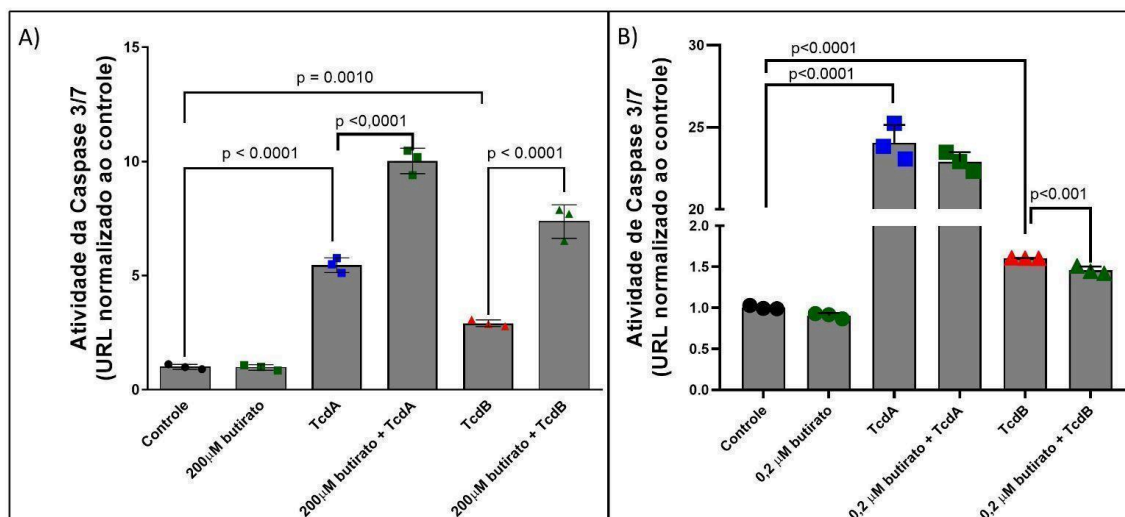 A)
Atividade da Caspase 3/7
(URL normalizado ao controle)
15
10
5
0
p = 0.0010
p <0,0001
p < 0.0001
p < 0.0001
Controle
200µM butirato
TcdA
200µM butirato + TcdA
TcdB
200µM butirato + TcdB
B)
Atividade de Caspase 3/7
(URL normalizado ao controle)
30
25
20
2.0
1.5
1.0
0.5
0.0
p<0.0001
p<0.0001
p<0.001
Controle
0,2 µM butirato
TcdA
0,2 µM butirato + TcdA
TcdB
0,2 µM butirato + TcdB